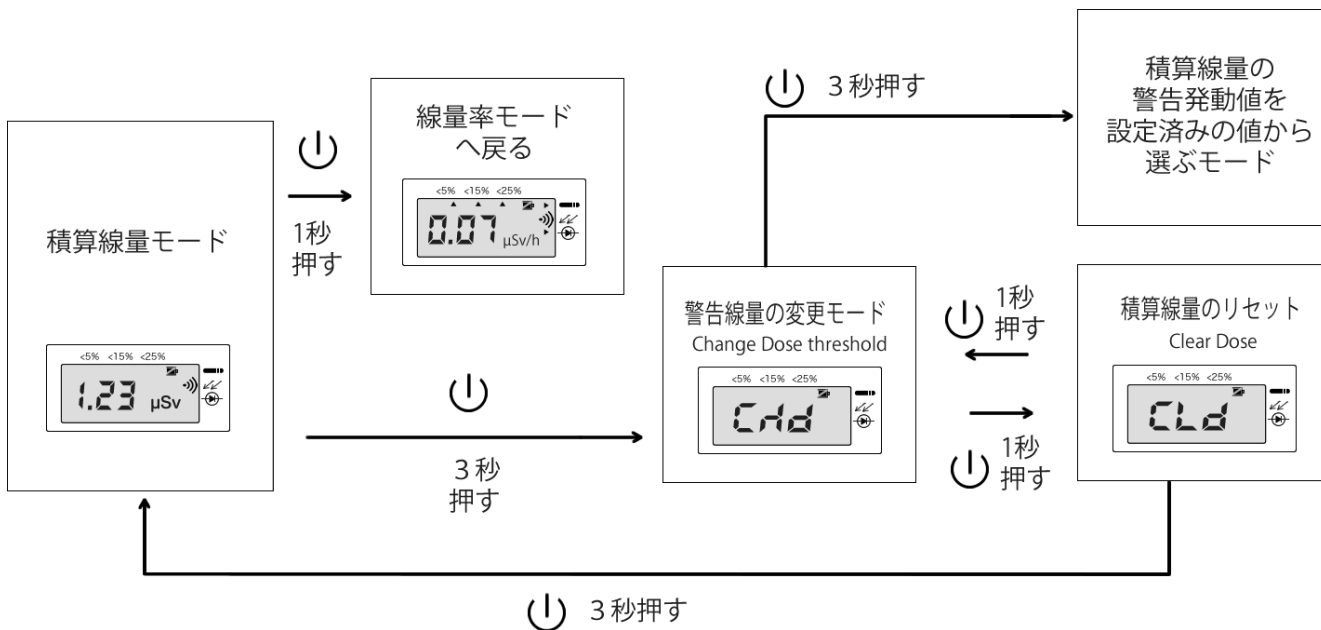 積算線量モード
<5% <15% <25%
1.23 μSv
1秒
押す
線量率モード
へ戻る
<5% <15% <25%
0.07 μSv/h
3秒
押す
警告線量の変更モード
Change Dose threshold
<5% <15% <25%
CHd
3秒押す
積算線量の
警告発動値を
設定済みの値から
選ぶモード
1秒
押す
1秒
押す
積算線量のリセット
Clear Dose
<5% <15% <25%
CLd
3秒押す